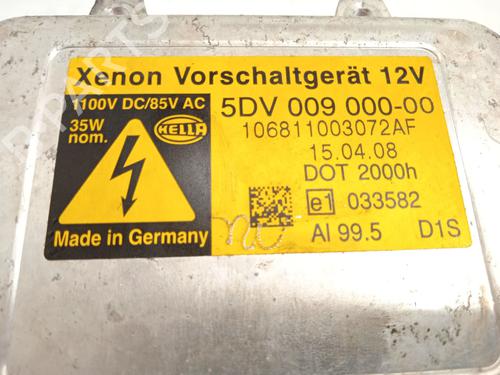 Xenon Vorschaltgerät 12V
1100V DC/85V AC
35W
nom.
HELLA
Made in Germany
5DV 009 000-00
106811003072AF
15.04.08
DOT 2000h
e1 033582
Al 99.5 D1S